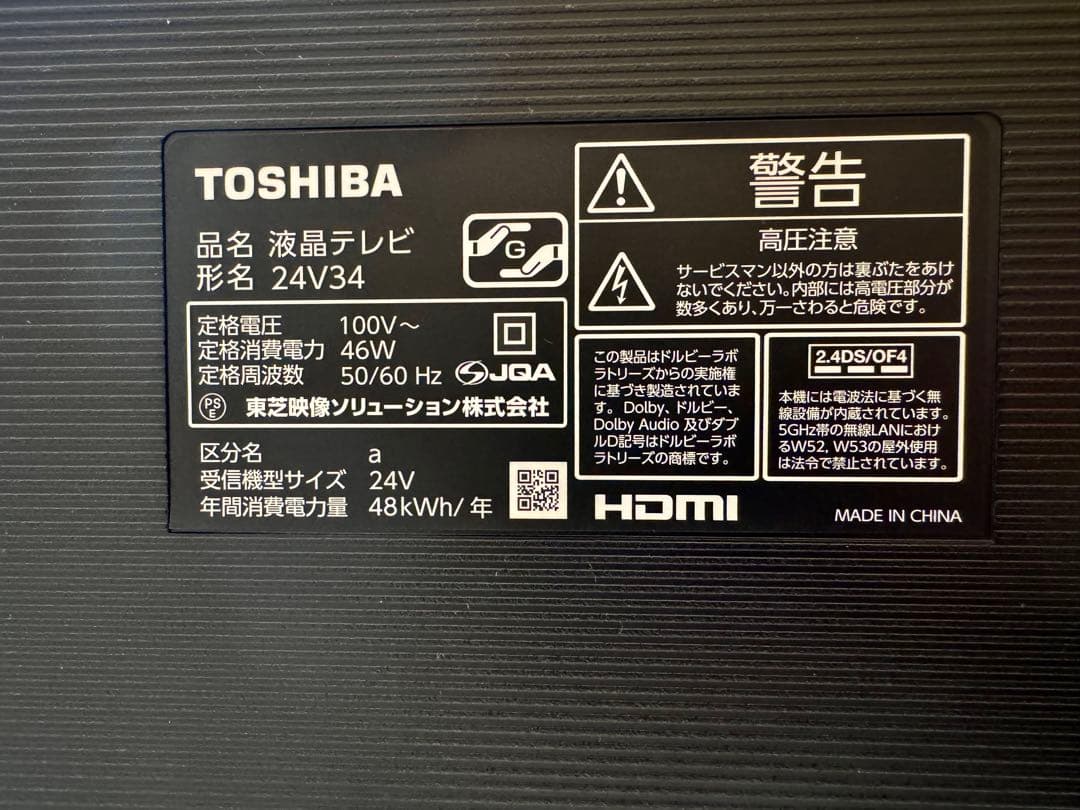 TOSHIBA
品名 液晶テレビ
形名 24V34
G
定格電圧 100V～
定格消費電力 46W
定格周波数 50/60 Hz
JQA
PS
E
東芝映像ソリューション株式会社
区分名 a
受信機型サイズ 24V
年間消費電力量 48kWh/年
警告
高圧注意
サービスマン以外の方は裏ぶたをあけ
ないでください。内部には高電圧部分が
数多くあり、万一さわると危険です。
この製品はドルビーラボ
ラトリーズからの実施権
に基づき製造されていま
す。Dolby、ドルビー、
Dolby Audio 及びダブ
ルD記号はドルビーラボ
ラトリーズの商標です。
2.4DS/OF4
本機には電波法に基づく無
線設備が内蔵されています。
5GHz帯の無線LANにおけ
るW52, W53の屋外使用
は法令で禁止されています。
HDMI
MADE IN CHINA